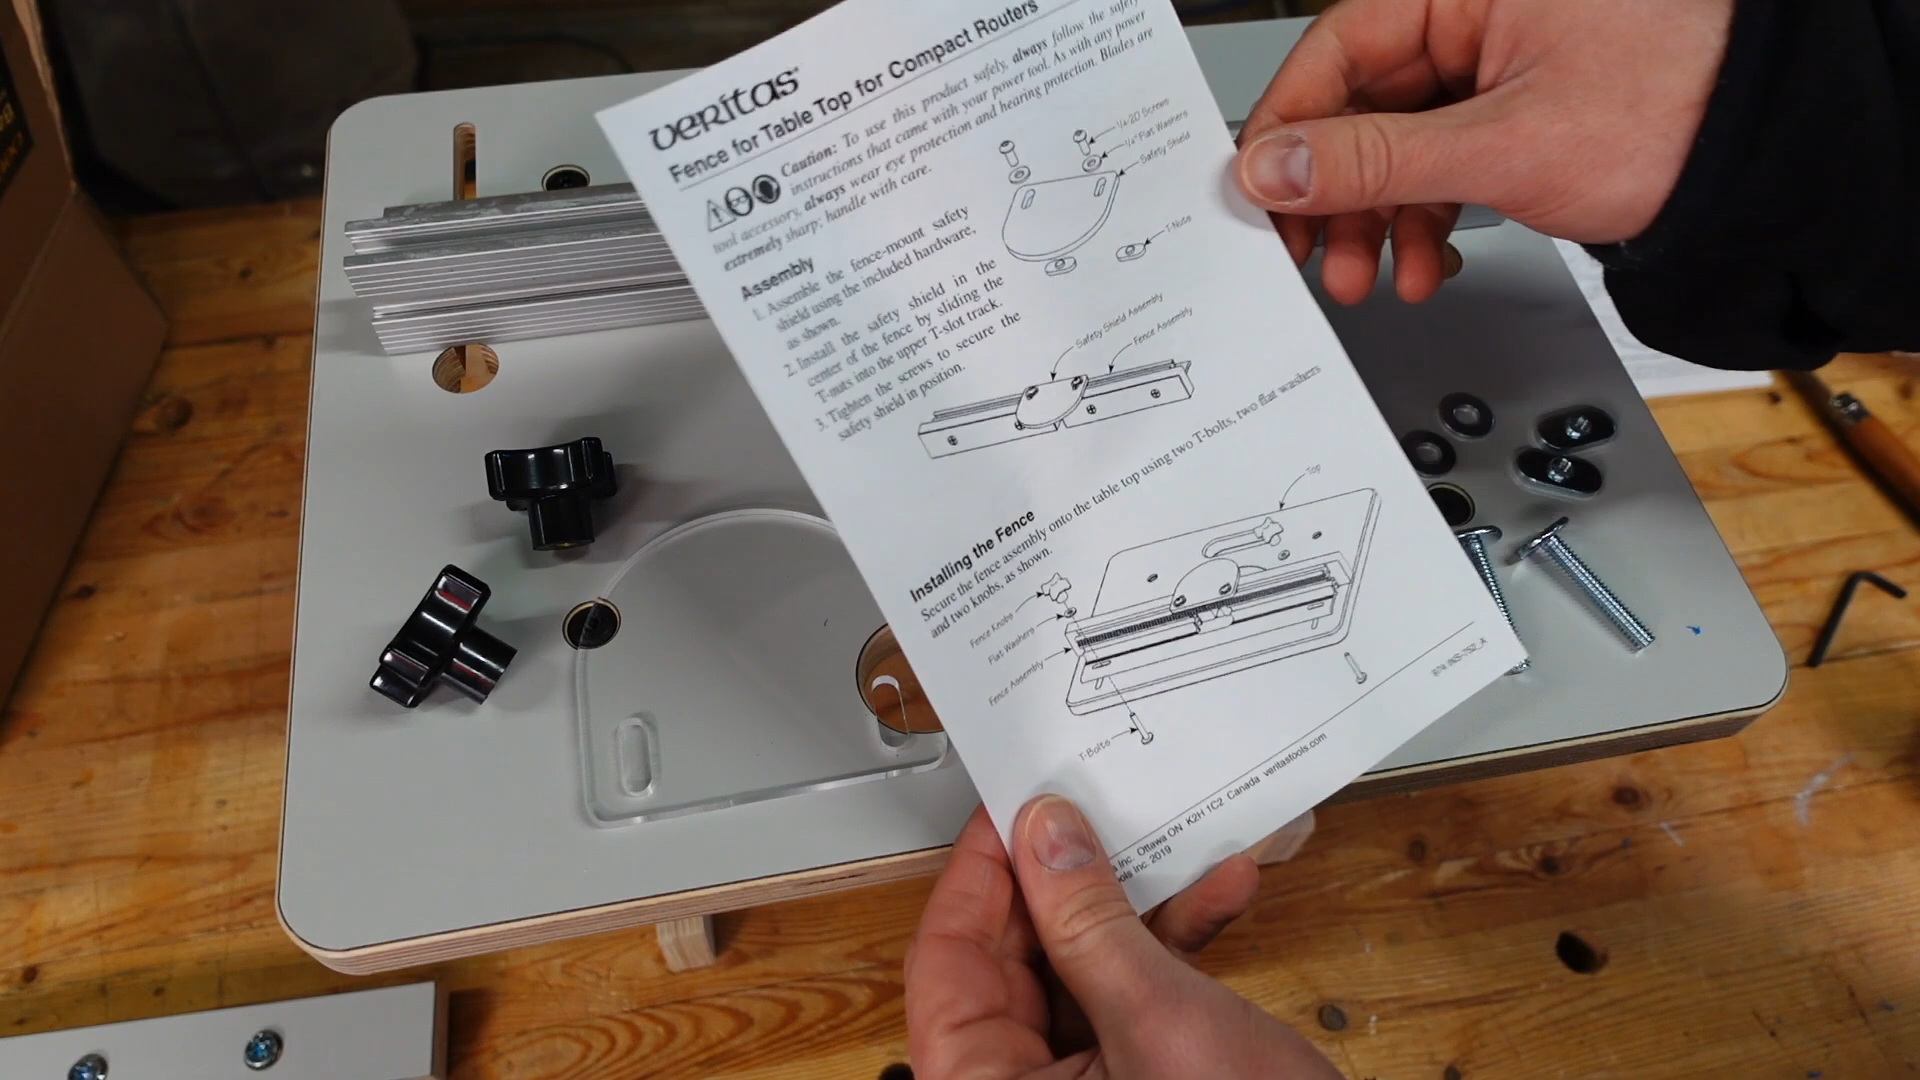 veritas®
Fence for Table Top for Compact Routers
Caution: To use this product safely, always follow the safety
instructions that came with your power tool. As with any power
tool accessory, always wear eye protection and hearing protection. Blades are
extremely sharp; handle with care.
Assembly
1. Assemble the fence-mount safety
shield using the included hardware,
as shown.
2. Install the safety shield in the
center of the fence by sliding the
T-nuts into the upper T-slot track.
3. Tighten the screws to secure the
safety shield in position.
1/4-20 Screws
1/4" Flat Washers
Safety Shield
T-Nuts
Safety Shield Assembly
Fence Assembly
Installing the Fence
Secure the fence assembly onto the table top using two T-bolts, two flat washers
and two knobs, as shown.
Top
Fence Knobs
Flat Washers
Fence Assembly
T-Bolts
Inc. Ottawa ON K2H 1C2 Canada veritastools.com
Inc. 2019